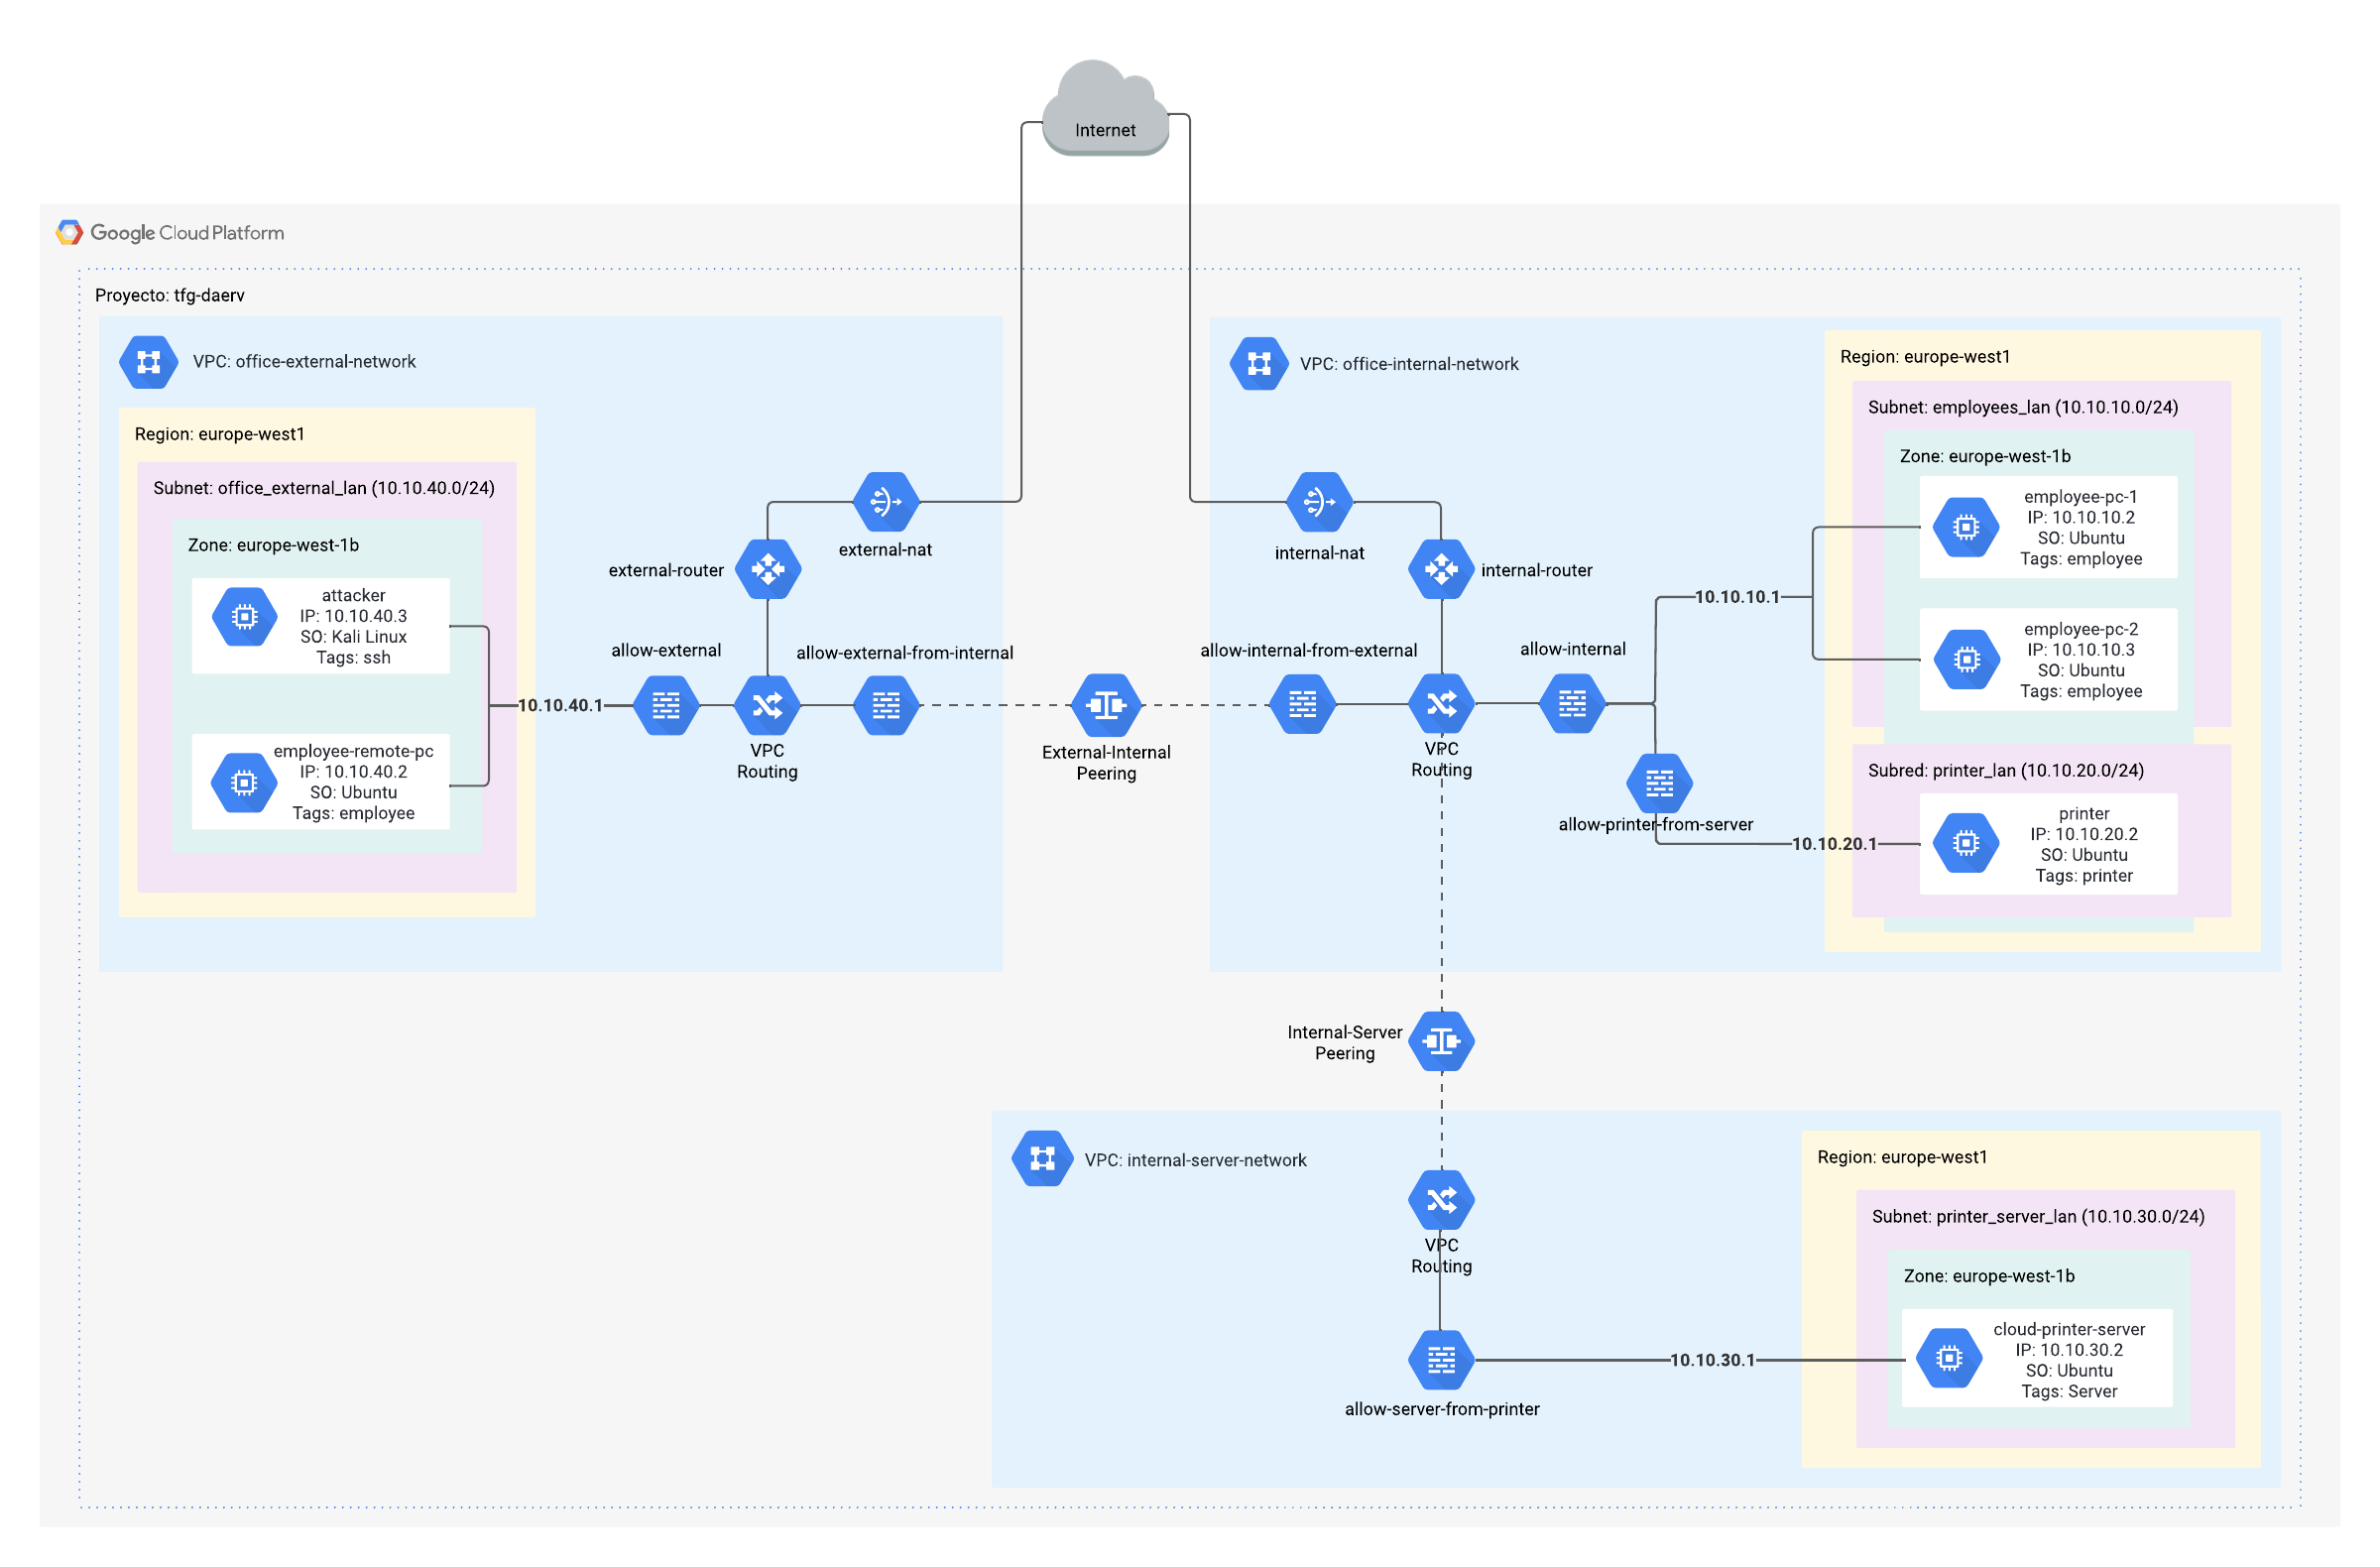 Internet
Google Cloud Platform
Proyecto: tfg-daerv
VPC: office-external-network
Region: europe-west1
Subnet: office_external_lan (10.10.40.0/24)
Zone: europe-west-1b
attacker
IP: 10.10.40.3
SO: Kali Linux
Tags: ssh
employee-remote-pc
IP: 10.10.40.2
SO: Ubuntu
Tags: employee
10.10.40.1
allow-external
external-router
external-nat
VPC
Routing
allow-external-from-internal
External-Internal
Peering
VPC: office-internal-network
internal-nat
internal-router
allow-internal-from-external
VPC
Routing
allow-internal
allow-printer-from-server
10.10.10.1
10.10.20.1
Region: europe-west1
Subnet: employees_lan (10.10.10.0/24)
Zone: europe-west-1b
employee-pc-1
IP: 10.10.10.2
SO: Ubuntu
Tags: employee
employee-pc-2
IP: 10.10.10.3
SO: Ubuntu
Tags: employee
Subred: printer_lan (10.10.20.0/24)
printer
IP: 10.10.20.2
SO: Ubuntu
Tags: printer
Internal-Server
Peering
VPC: internal-server-network
VPC
Routing
allow-server-from-printer
10.10.30.1
Region: europe-west1
Subnet: printer_server_lan (10.10.30.0/24)
Zone: europe-west-1b
cloud-printer-server
IP: 10.10.30.2
SO: Ubuntu
Tags: Server